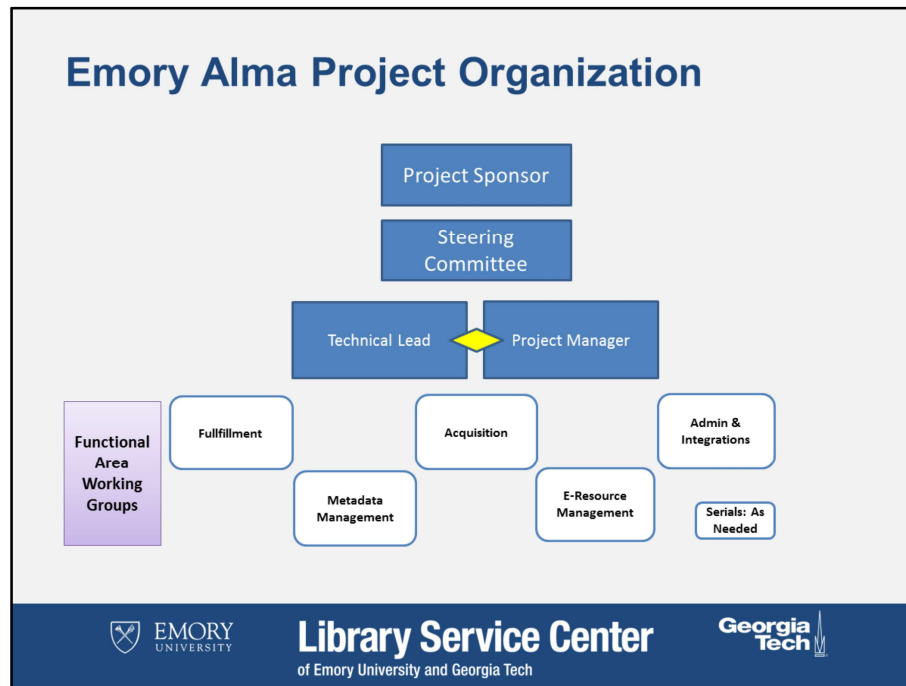 Emory Alma Project Organization
Project Sponsor
Steering
Committee
Technical Lead
Project Manager
Functional
Area
Working
Groups
Fullfillment
Acquisition
Admin &
Integrations
Metadata
Management
E-Resource
Management
Serials: As
Needed
EMORY
UNIVERSITY
Library Service Center
of Emory University and Georgia Tech
Georgia
Tech